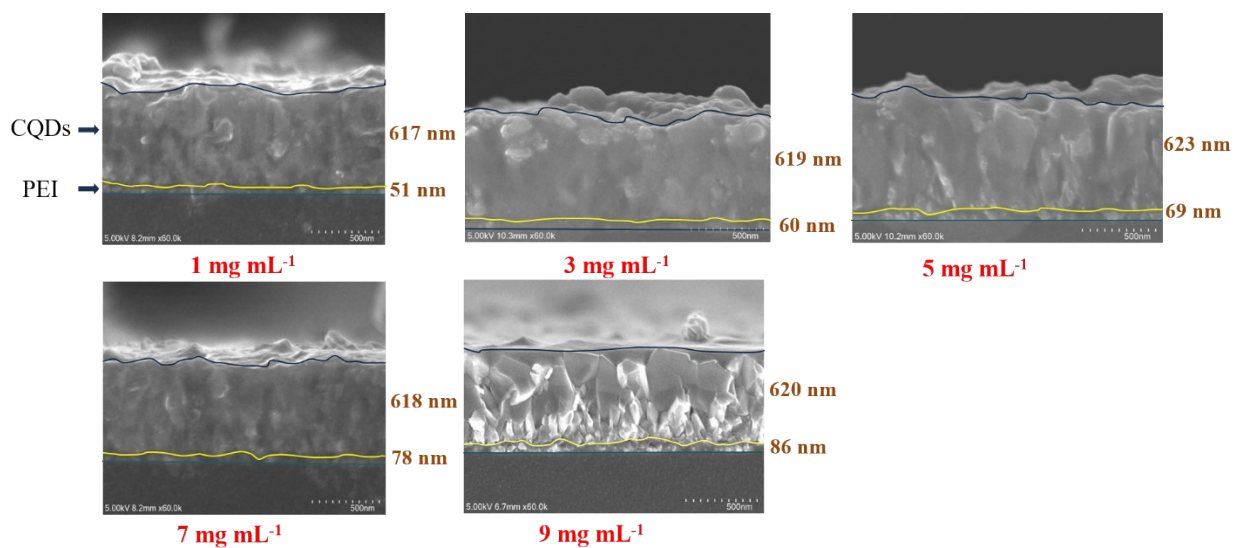 CQDs
PEI
617 nm
51 nm
5.00kV 8.2mm x60.0k
500nm
1 mg mL⁻¹
619 nm
60 nm
5.00kV 10.3mm x60.0k
500nm
3 mg mL⁻¹
623 nm
69 nm
5.00kV 10.2mm x60.0k
500nm
5 mg mL⁻¹
618 nm
78 nm
5.00kV 8.2mm x60.0k
500nm
7 mg mL⁻¹
620 nm
86 nm
5.00kV 6.7mm x60.0k
500nm
9 mg mL⁻¹